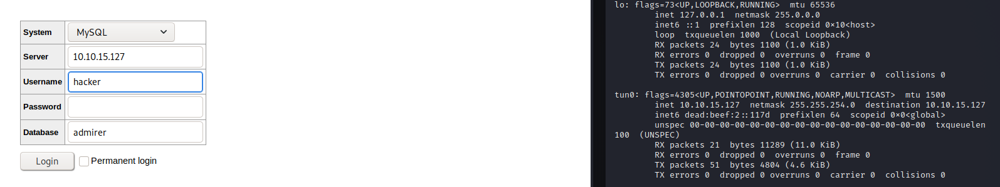 System MySQL
Server 10.10.15.127
Username hacker
Password
Database admirer
Login Permanent login
lo: flags=73<UP,LOOPBACK,RUNNING>  mtu 65536
inet 127.0.0.1  netmask 255.0.0.0
inet6 ::1  prefixlen 128  scopeid 0×10<host>
loop  txqueuelen 1000  (Local Loopback)
RX packets 24  bytes 1100 (1.0 KiB)
RX errors 0  dropped 0  overruns 0  frame 0
TX packets 24  bytes 1100 (1.0 KiB)
TX errors 0  dropped 0 overruns 0  carrier 0  collisions 0
tun0: flags=4305<UP,POINTOPOINT,RUNNING,NOARP,MULTICAST>  mtu 1500
inet 10.10.15.127  netmask 255.255.254.0  destination 10.10.15.127
inet6 dead:beef:2::117d  prefixlen 64  scopeid 0×0<global>
unspec 00-00-00-00-00-00-00-00-00-00-00-00-00-00-00-00  txqueuelen
100  (UNSPEC)
RX packets 21  bytes 11289 (11.0 KiB)
RX errors 0  dropped 0  overruns 0  frame 0
TX packets 51  bytes 4804 (4.6 KiB)
TX errors 0  dropped 0 overruns 0  carrier 0  collisions 0